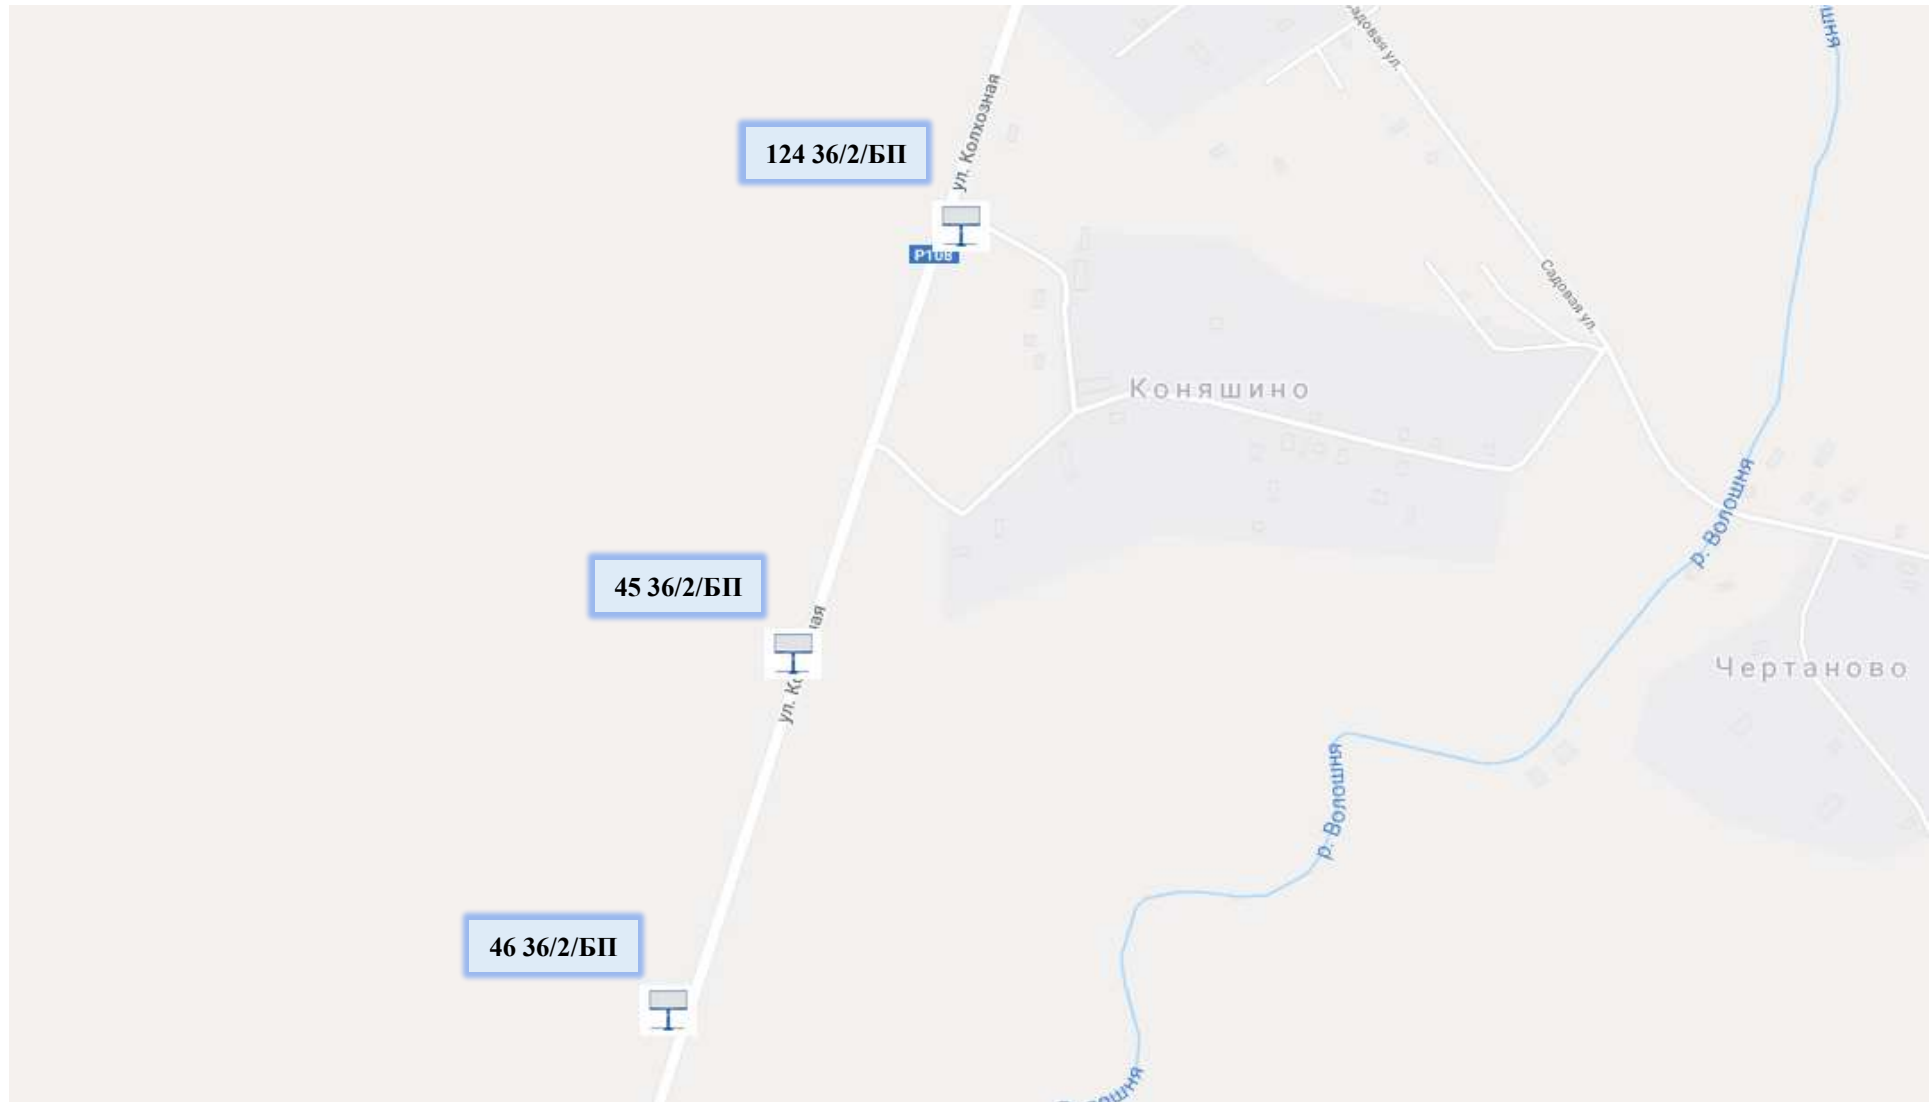 Садовая ул.
124 36/2/БП
ул. Колхозная
Р108
Садовая ул.
Коняшино
р. Волошня
45 36/2/БП
Чертаново
р. Волошня
46 36/2/БП